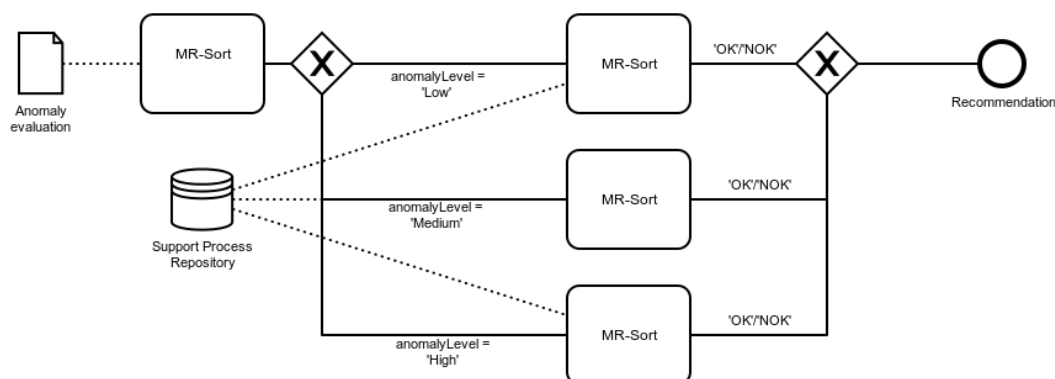 MR-Sort
X
anomalyLevel =
'Low'
MR-Sort
'OK'/'NOK'
X
Anomaly
evaluation
Recommendation
Support Process
Repository
anomalyLevel =
'Medium'
MR-Sort
'OK'/'NOK'
anomalyLevel =
'High'
MR-Sort
'OK'/'NOK'